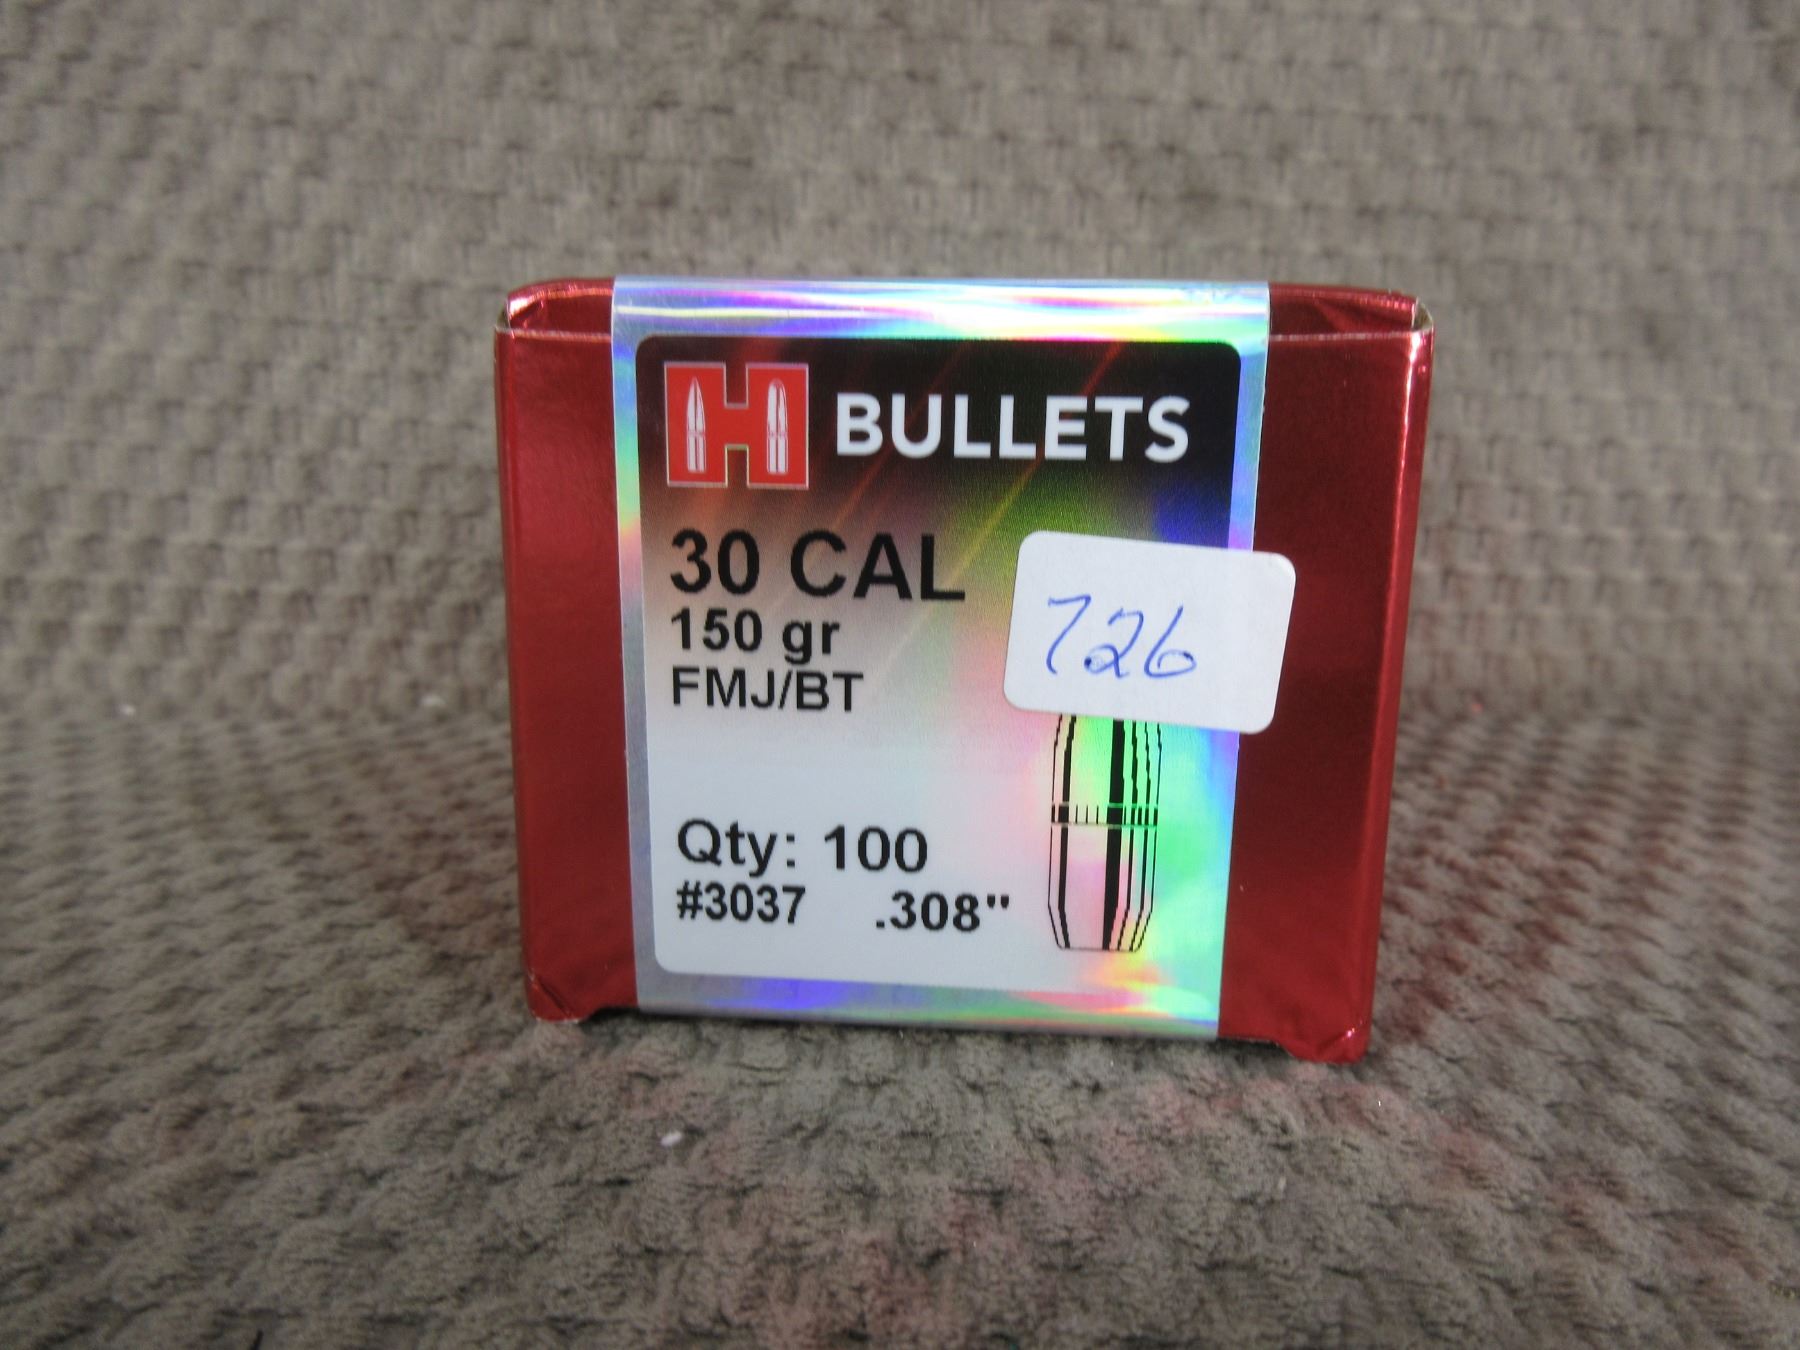 H BULLETS
30 CAL
150 gr
FMJ/BT
726
Qty: 100
#3037 .308"